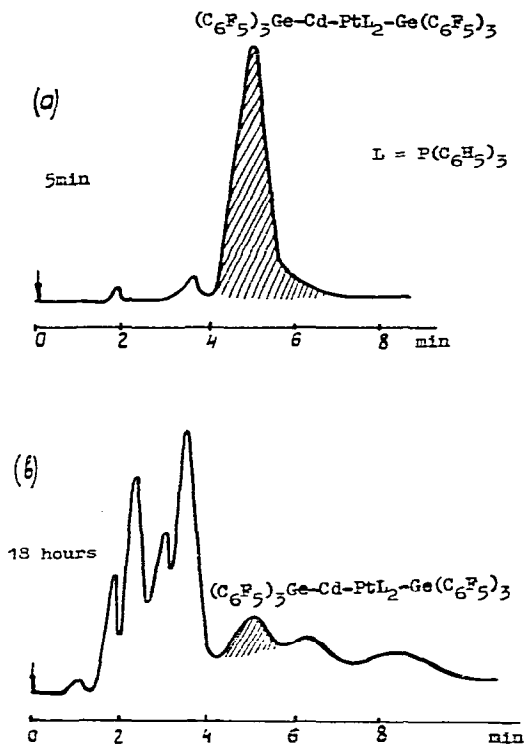 (C₆F₅)₃Ge-Cd-PtL₂-Ge(C₆F₅)₃
(a)
L = P(C₆H₅)₃
5min
0 2 4 6 8 min
(б)
18 hours
(C₆F₅)₃Ge-Cd-PtL₂-Ge(C₆F₅)₃
0 2 4 6 8 min